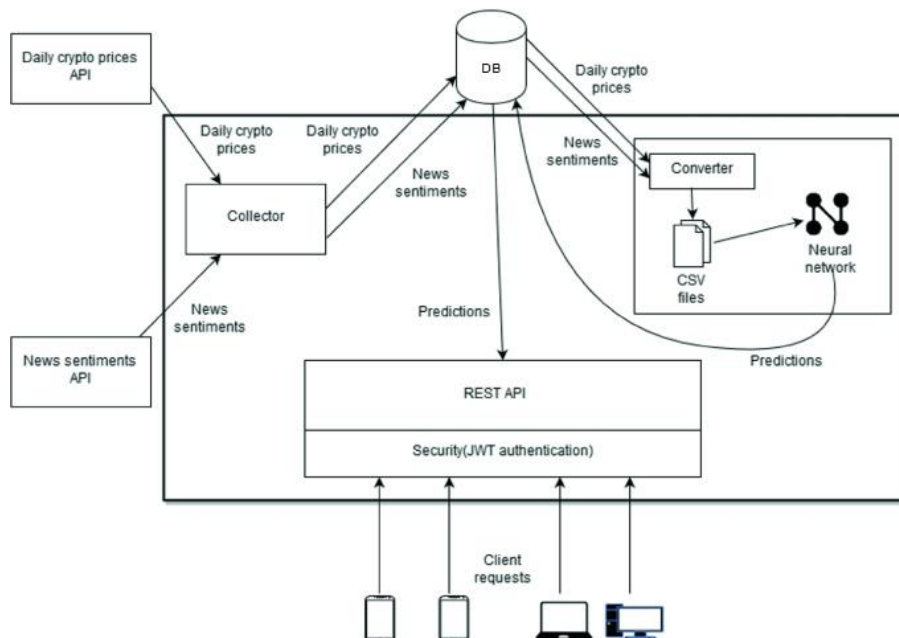 Daily crypto prices
API
DB
Daily crypto
prices
Daily crypto
prices
Daily crypto
prices
News
sentiments
News
sentiments
Converter
Collector
CSV
files
Neural
network
News
sentiments
Predictions
Predictions
News sentiments
API
REST API
Security(JWT authentication)
Client
requests